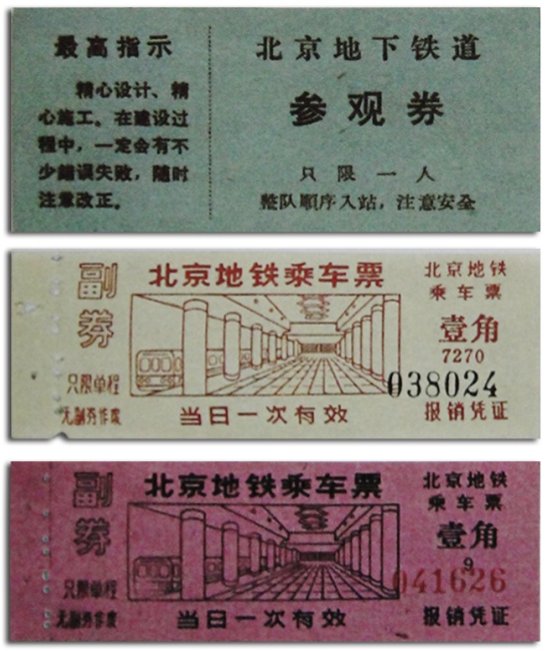 最高指示
精心设计、精
心施工。在建设过
程中，一定会有不
少錯误失败，随时
注意改正。
北京地下铁道
参观券
只限一人
整队順序入站，注意安全
副券
只限单程
无副券作废
北京地铁乘车票
当日一次有效
北京地铁
乘车票
壹角
7270
038024
报销凭证
副券
只限单程
无副券作废
北京地铁乘车票
当日一次有效
北京地铁
乘车票
壹角
9
041626
报销凭证